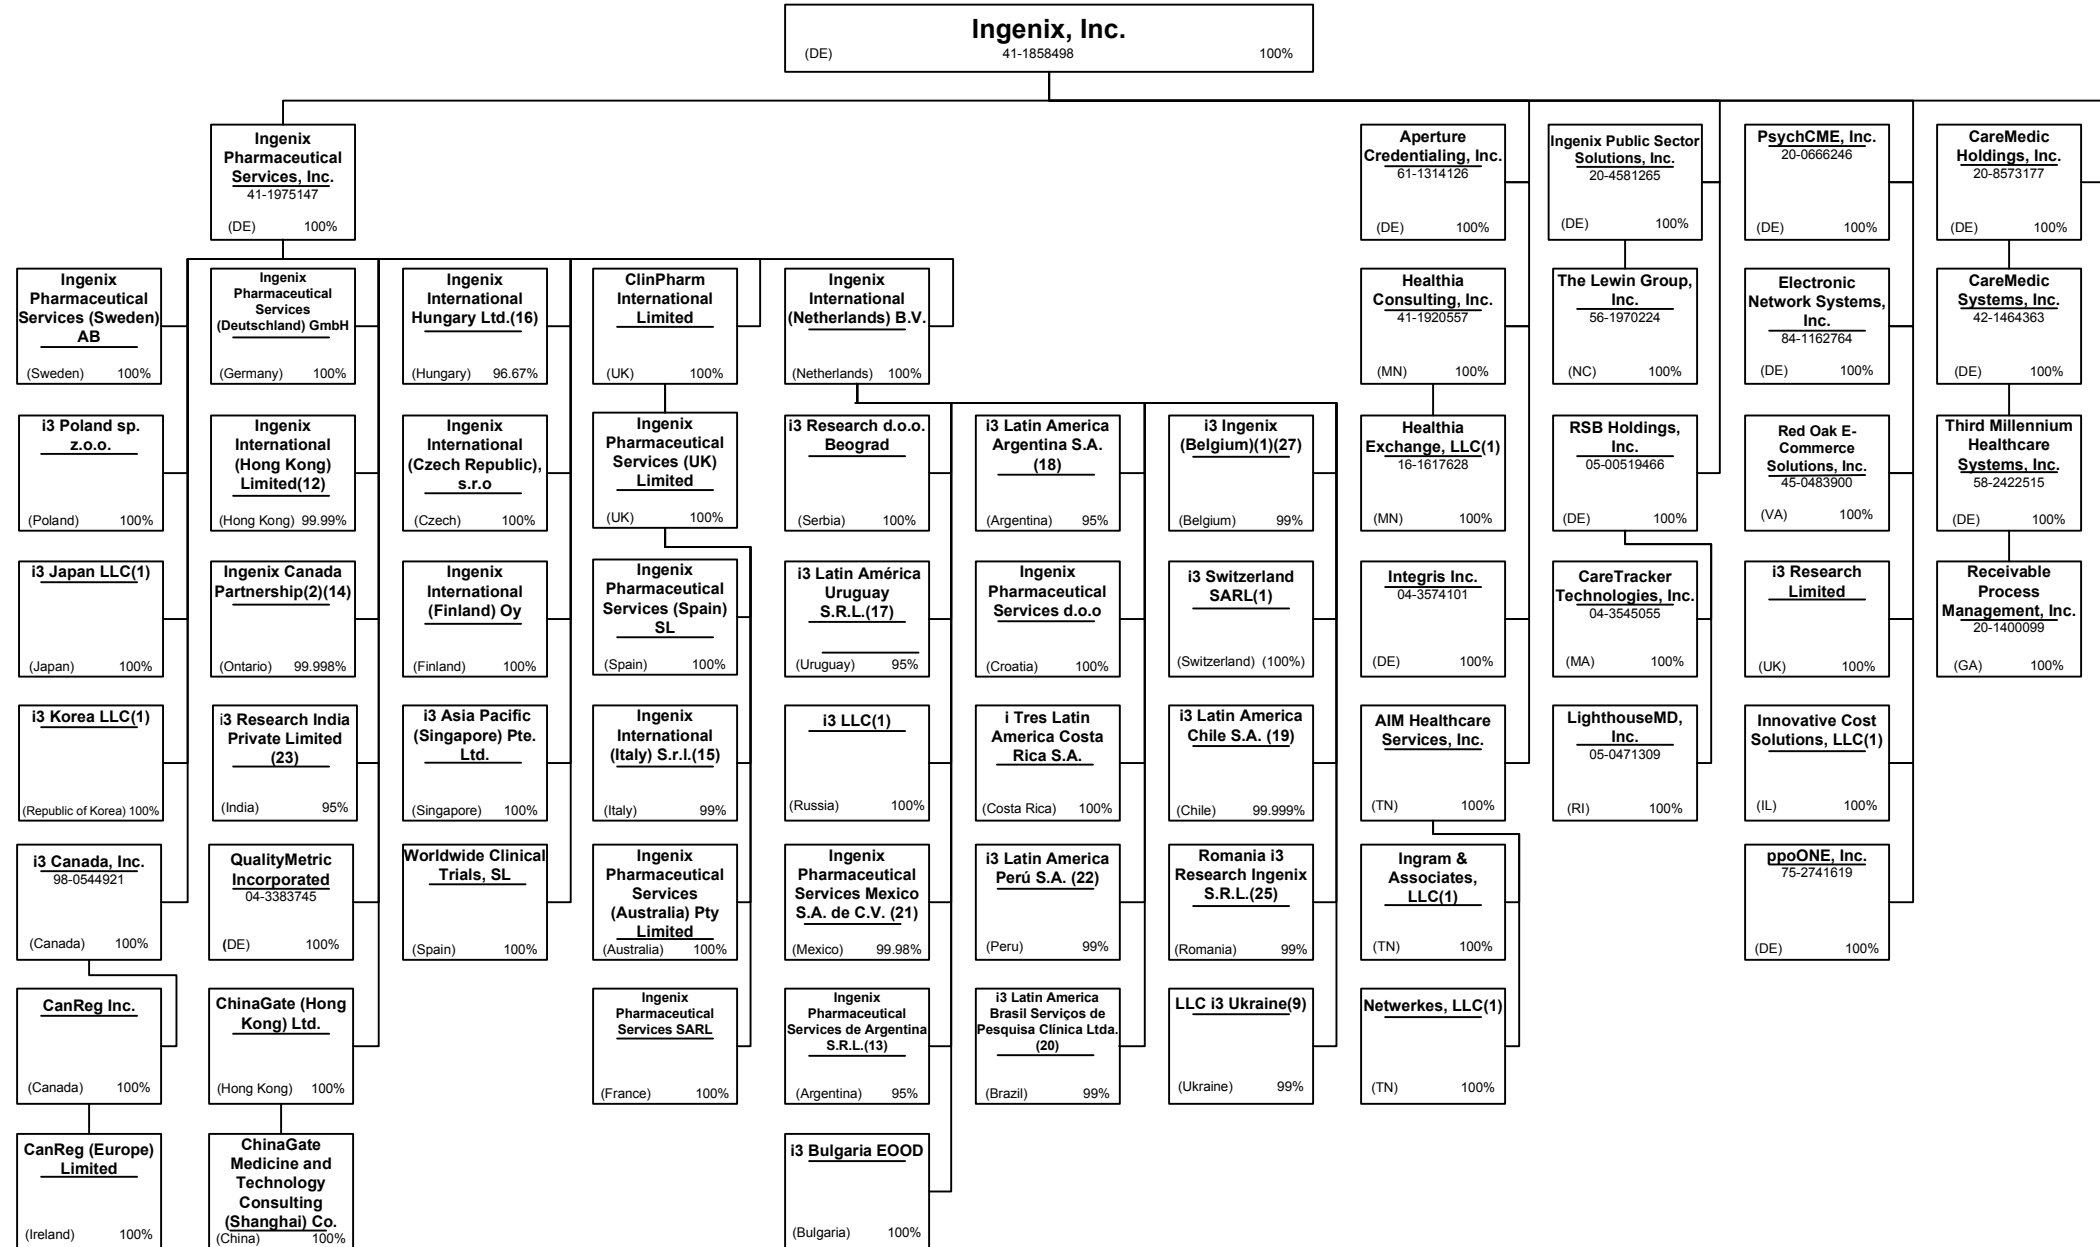 Ingenix, Inc.
(DE) 41-1858498 100%
Ingenix
Pharmaceutical
Services, Inc.
41-1975147
(DE) 100%
Aperture
Credentialing, Inc.
61-1314126
(DE) 100%
Ingenix Public Sector
Solutions, Inc.
20-4581265
(DE) 100%
PsychCME, Inc.
20-0666246
(DE) 100%
CareMedic
Holdings, Inc.
20-8573177
(DE) 100%
Ingenix
Pharmaceutical
Services (Sweden)
AB
(Sweden) 100%
Ingenix
Pharmaceutical
Services
(Deutschland) GmbH
(Germany) 100%
Ingenix
International
Hungary Ltd.(16)
(Hungary) 96.67%
ClinPharm
International
Limited
(UK) 100%
Ingenix
International
(Netherlands) B.V.
(Netherlands) 100%
Healthia
Consulting, Inc.
41-1920557
(MN) 100%
The Lewin Group,
Inc.
56-1970224
(NC) 100%
Electronic
Network Systems,
Inc.
84-1162764
(DE) 100%
CareMedic
Systems, Inc.
42-1464363
(DE) 100%
i3 Poland sp.
z.o.o.
(Poland) 100%
Ingenix
International
(Hong Kong)
Limited(12)
(Hong Kong) 99.99%
Ingenix
International
(Czech Republic),
s.r.o
(Czech) 100%
Ingenix
Pharmaceutical
Services (UK)
Limited
(UK) 100%
i3 Research d.o.o.
Beograd
(Serbia) 100%
i3 Latin America
Argentina S.A.
(18)
(Argentina) 95%
i3 Ingenix
(Belgium)(1)(27)
(Belgium) 99%
Healthia
Exchange, LLC(1)
16-1617628
(MN) 100%
RSB Holdings,
Inc.
05-00519466
(DE) 100%
Red Oak E-
Commerce
Solutions, Inc.
45-0483900
(VA) 100%
Third Millennium
Healthcare
Systems, Inc.
58-2422515
(DE) 100%
i3 Japan LLC(1)
(Japan) 100%
Ingenix Canada
Partnership(2)(14)
(Ontario) 99.998%
Ingenix
International
(Finland) Oy
(Finland) 100%
Ingenix
Pharmaceutical
Services (Spain)
SL
(Spain) 100%
i3 Latin América
Uruguay
S.R.L.(17)
(Uruguay) 95%
Ingenix
Pharmaceutical
Services d.o.o
(Croatia) 100%
i3 Switzerland
SARL(1)
(Switzerland) (100%)
Integris Inc.
04-3574101
(DE) 100%
CareTracker
Technologies, Inc.
04-3545055
(MA) 100%
i3 Research
Limited
(UK) 100%
Receivable
Process
Management, Inc.
20-1400099
(GA) 100%
i3 Korea LLC(1)
(Republic of Korea) 100%
i3 Research India
Private Limited
(23)
(India) 95%
i3 Asia Pacific
(Singapore) Pte.
Ltd.
(Singapore) 100%
Ingenix
International
(Italy) S.r.l.(15)
(Italy) 99%
i3 LLC(1)
(Russia) 100%
i Tres Latin
America Costa
Rica S.A.
(Costa Rica) 100%
i3 Latin America
Chile S.A. (19)
(Chile) 99.999%
AIM Healthcare
Services, Inc.
(TN) 100%
LighthouseMD,
Inc.
05-0471309
(RI) 100%
Innovative Cost
Solutions, LLC(1)
(IL) 100%
i3 Canada, Inc.
98-0544921
(Canada) 100%
QualityMetric
Incorporated
04-3383745
(DE) 100%
Worldwide Clinical
Trials, SL
(Spain) 100%
Ingenix
Pharmaceutical
Services
(Australia) Pty
Limited
(Australia) 100%
Ingenix
Pharmaceutical
Services Mexico
S.A. de C.V. (21)
(Mexico) 99.98%
i3 Latin America
Perú S.A. (22)
(Peru) 99%
Romania i3
Research Ingenix
S.R.L.(25)
(Romania) 99%
Ingram &
Associates,
LLC(1)
(TN) 100%
ppoONE, Inc.
75-2741619
(DE) 100%
CanReg Inc.
(Canada) 100%
ChinaGate (Hong
Kong) Ltd.
(Hong Kong) 100%
Ingenix
Pharmaceutical
Services SARL
(France) 100%
Ingenix
Pharmaceutical
Services de Argentina
S.R.L.(13)
(Argentina) 95%
i3 Latin America
Brasil Serviços de
Pesquisa Clínica Ltda.
(20)
(Brazil) 99%
LLC i3 Ukraine(9)
(Ukraine) 99%
Netwerkes, LLC(1)
(TN) 100%
CanReg (Europe)
Limited
(Ireland) 100%
ChinaGate
Medicine and
Technology
Consulting
(Shanghai) Co.
(China) 100%
i3 Bulgaria EOOD
(Bulgaria) 100%